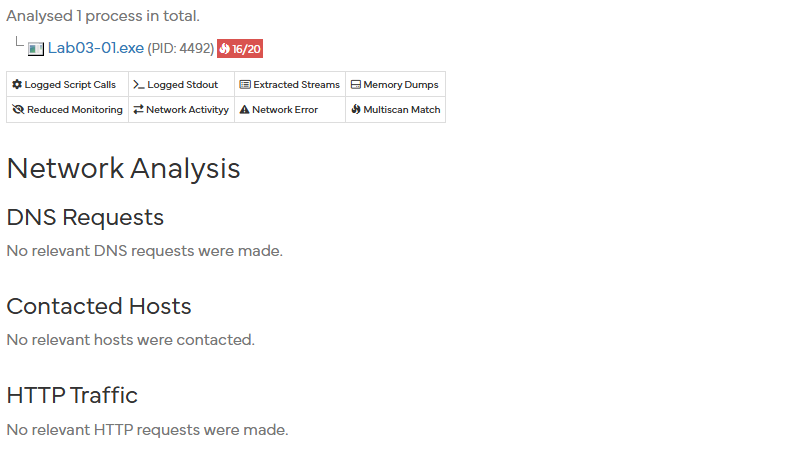 Analysed 1 process in total.
Lab03-01.exe (PID: 4492) 16/20
Logged Script Calls Logged Stdout Extracted Streams Memory Dumps
Reduced Monitoring Network Activityy Network Error Multiscan Match
Network Analysis
DNS Requests
No relevant DNS requests were made.
Contacted Hosts
No relevant hosts were contacted.
HTTP Traffic
No relevant HTTP requests were made.